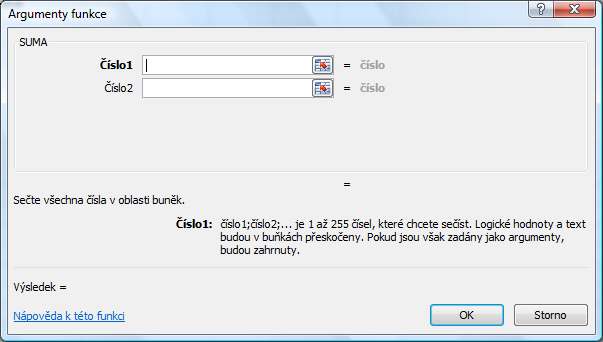 Argumenty funkce
SUMA
Číslo1 = číslo
Číslo2 = číslo
=
Sečte všechna čísla v oblasti buněk.
Číslo1: číslo1;číslo2;... je 1 až 255 čísel, které chcete sečíst. Logické hodnoty a text
budou v buňkách přeskočeny. Pokud jsou však zadány jako argumenty,
budou zahrnuty.
Výsledek =
Nápověda k této funkci
OK
Storno